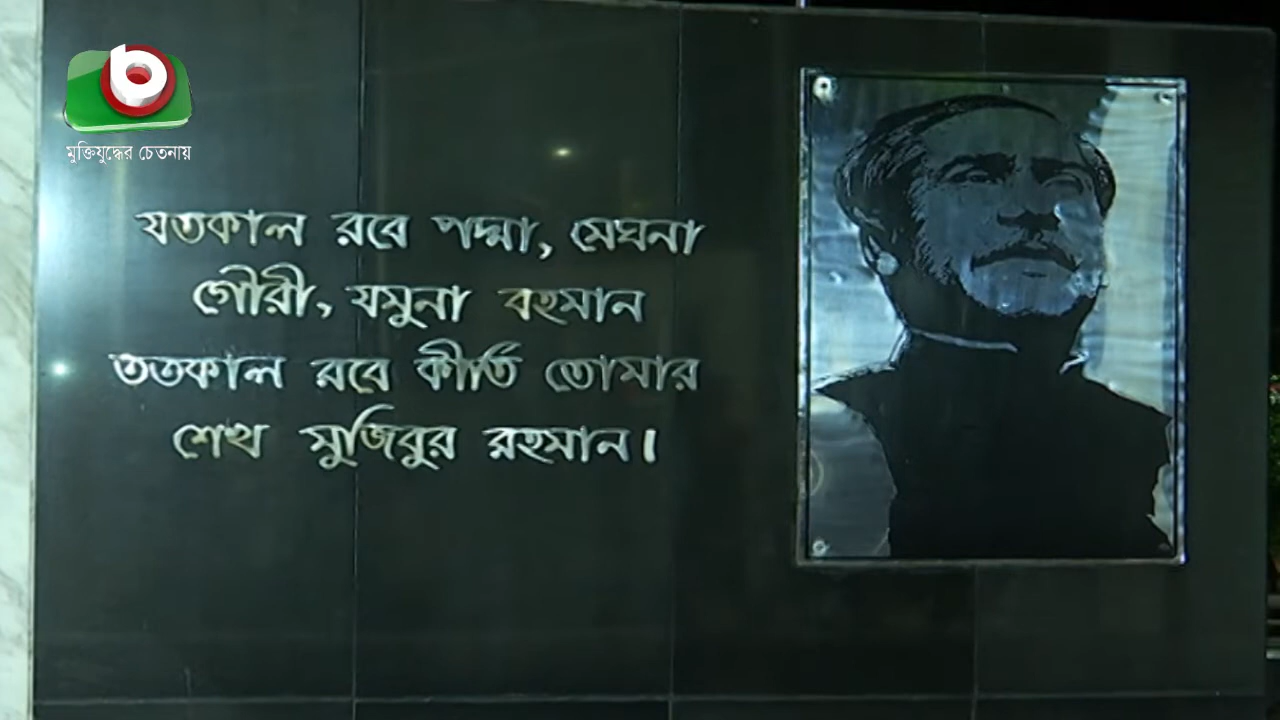 মুক্তিযুদ্ধের চেতনায়
যতকাল রবে পদ্মা, মেঘনা
গৌরী, যমুনা বহমান
ততকাল রবে কীর্তি তোমার
শেখ মুজিবুর রহমান।